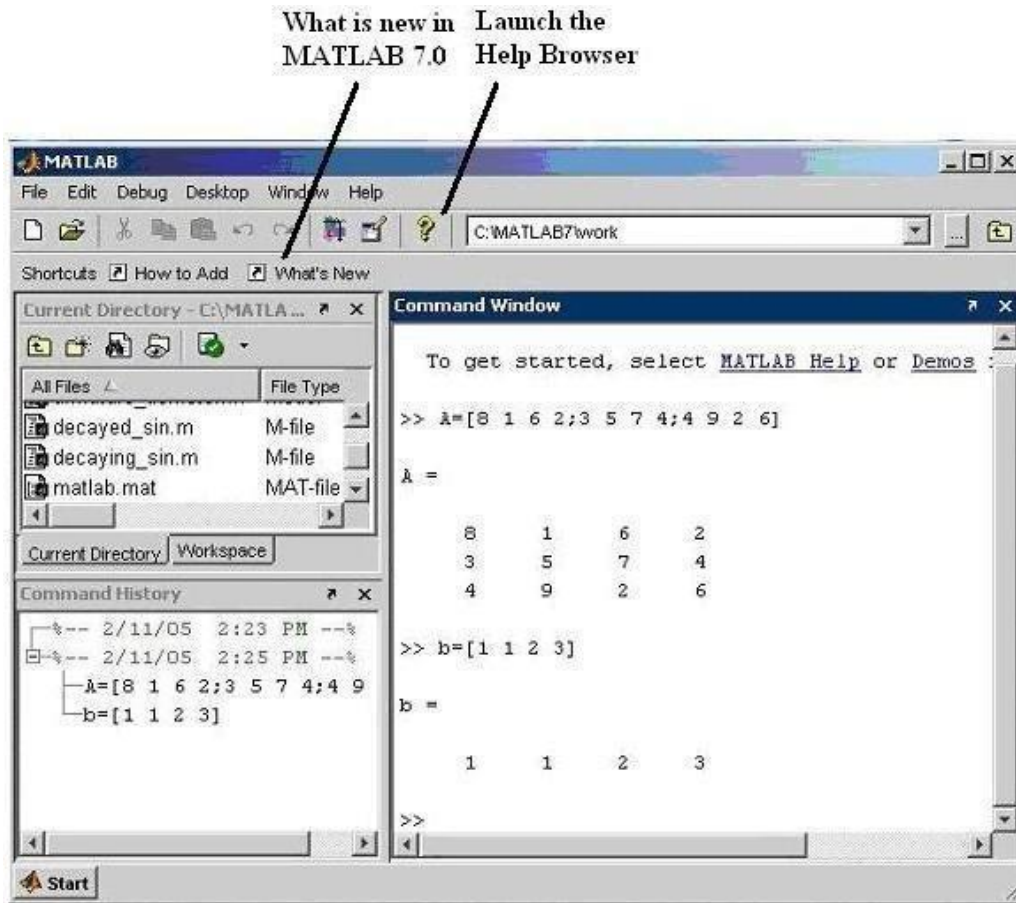 What is new in MATLAB 7.0
Launch the Help Browser
MATLAB
File Edit Debug Desktop Window Help
C:\MATLAB7\work
...
Shortcuts How to Add What's New
Current Directory - C:\MATLA...
All Files File Type
decayed_sin.m M-file
decaying_sin.m M-file
matlab.mat MAT-file
Current Directory Workspace
Command History
%-- 2/11/05 2:23 PM --%
%-- 2/11/05 2:25 PM --%
A=[8 1 6 2;3 5 7 4;4 9
b=[1 1 2 3]
Command Window
To get started, select MATLAB Help or Demos
>> A=[8 1 6 2;3 5 7 4;4 9 2 6]
A =
8 1 6 2
3 5 7 4
4 9 2 6
>> b=[1 1 2 3]
b =
1 1 2 3
>>
Start